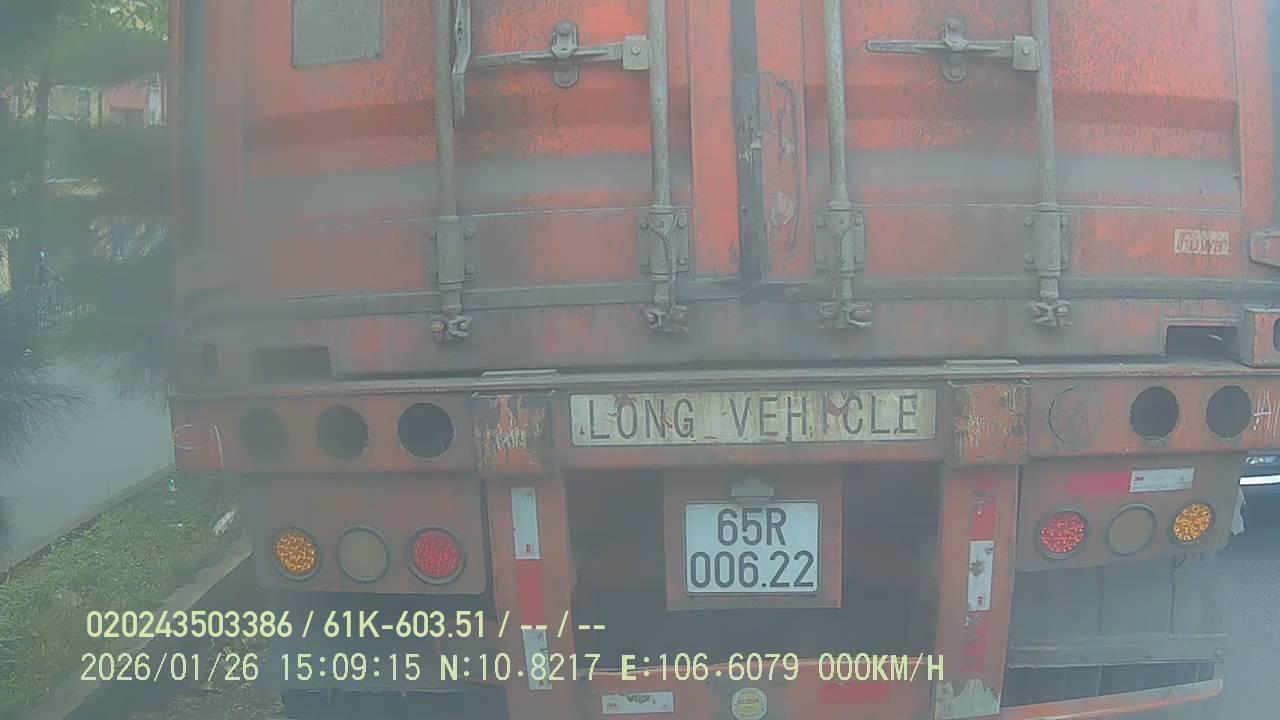 Fuwa
LONG VEHICLE
65R
006.22
020243503386 / 61K-603.51 / -- / --
2026/01/26 15:09:15 N:10.8217 E:106.6079 000KM/H